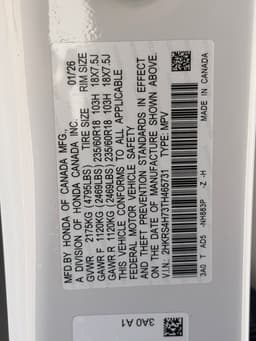 MFD.BY HONDA OF CANADA MFG., 01/26
A DIVISION OF HONDA CANADA INC.
TIRE SIZE RIM SIZE
GVWR 2175KG (4795LBS)
GAWR F 1120KG (2469LBS) 235/60R18 103H 18X7.5J
GAWR R 1120KG (2469LBS) 235/60R18 103H 18X7.5J
THIS VEHICLE CONFORMS TO ALL APPLICABLE
FEDERAL MOTOR VEHICLE SAFETY
AND THEFT PREVENTION STANDARDS IN EFFECT
ON THE DATE OF MANUFACTURE SHOWN ABOVE.
V.I.N.: 2HKRS4H73TH465731 TYPE: MPV
3A0 T AD5 -NH883P -Z -H MADE IN CANADA
3A0 A1